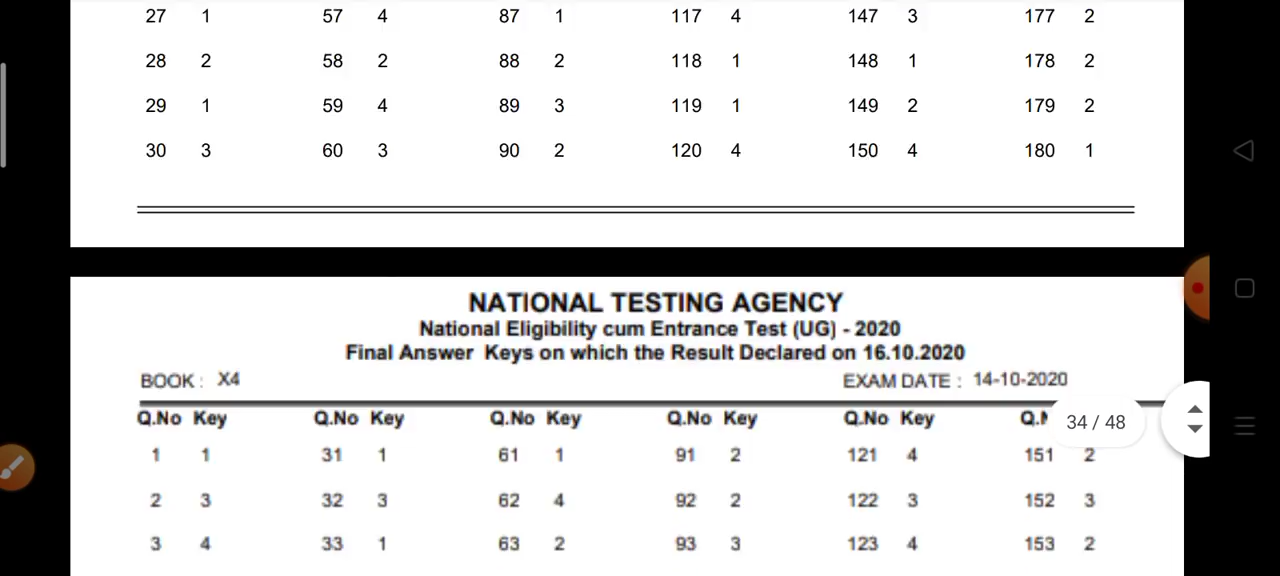 27 1 57 4 87 1 117 4 147 3 177 2
28 2 58 2 88 2 118 1 148 1 178 2
29 1 59 4 89 3 119 1 149 2 179 2
30 3 60 3 90 2 120 4 150 4 180 1
NATIONAL TESTING AGENCY
National Eligibility cum Entrance Test (UG) - 2020
Final Answer Keys on which the Result Declared on 16.10.2020
BOOK : X4 EXAM DATE : 14-10-2020
Q.No Key Q.No Key Q.No Key Q.No Key Q.No Key
34 / 48
1 1 31 1 61 1 91 2 121 4 151 2
2 3 32 3 62 4 92 2 122 3 152 3
3 4 33 1 63 2 93 3 123 4 153 2